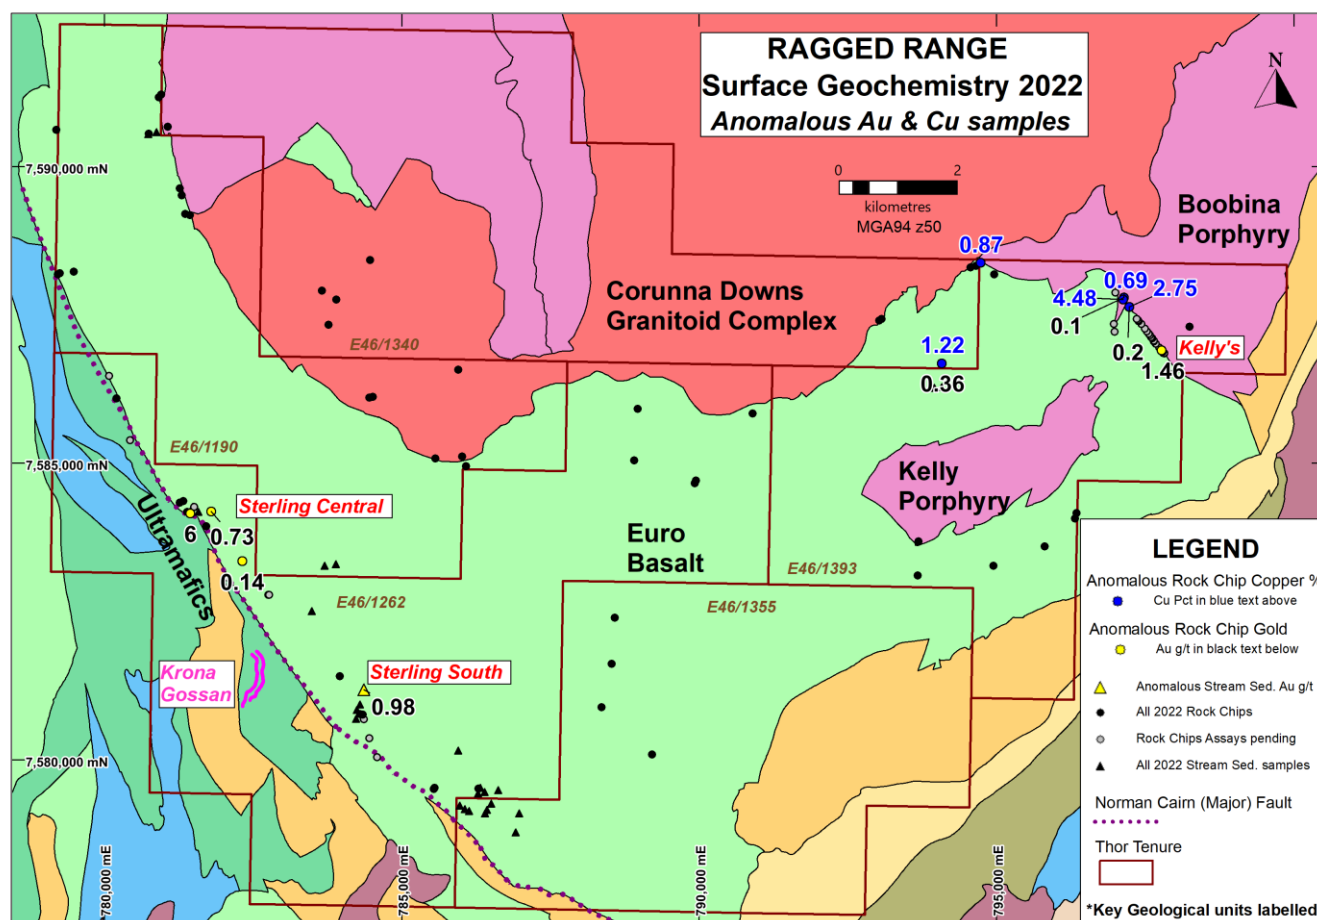 RAGGED RANGE
Surface Geochemistry 2022
Anomalous Au & Cu samples
N
0 2
kilometres
MGA94 z50
7,590,000 mN
Boobina
Porphyry
0.87
0.69
4.48
2.75
0.1
0.2
Kelly's
1.46
Corunna Downs
Granitoid Complex
E46/1340
1.22
0.36
E46/1190
7,585,000 mN
Kelly
Porphyry
Sterling Central
Ultramafics
6
0.73
0.14
Euro
Basalt
E46/1393
E46/1262
E46/1355
Krona
Gossan
Sterling South
0.98
7,580,000 mN
780,000 mE
785,000 mE
790,000 mE
795,000 mE
LEGEND
Anomalous Rock Chip Copper %
Cu Pct in blue text above
Anomalous Rock Chip Gold
Au g/t in black text below
Anomalous Stream Sed. Au g/t
All 2022 Rock Chips
Rock Chips Assays pending
All 2022 Stream Sed. samples
Norman Cairn (Major) Fault
Thor Tenure
*Key Geological units labelled